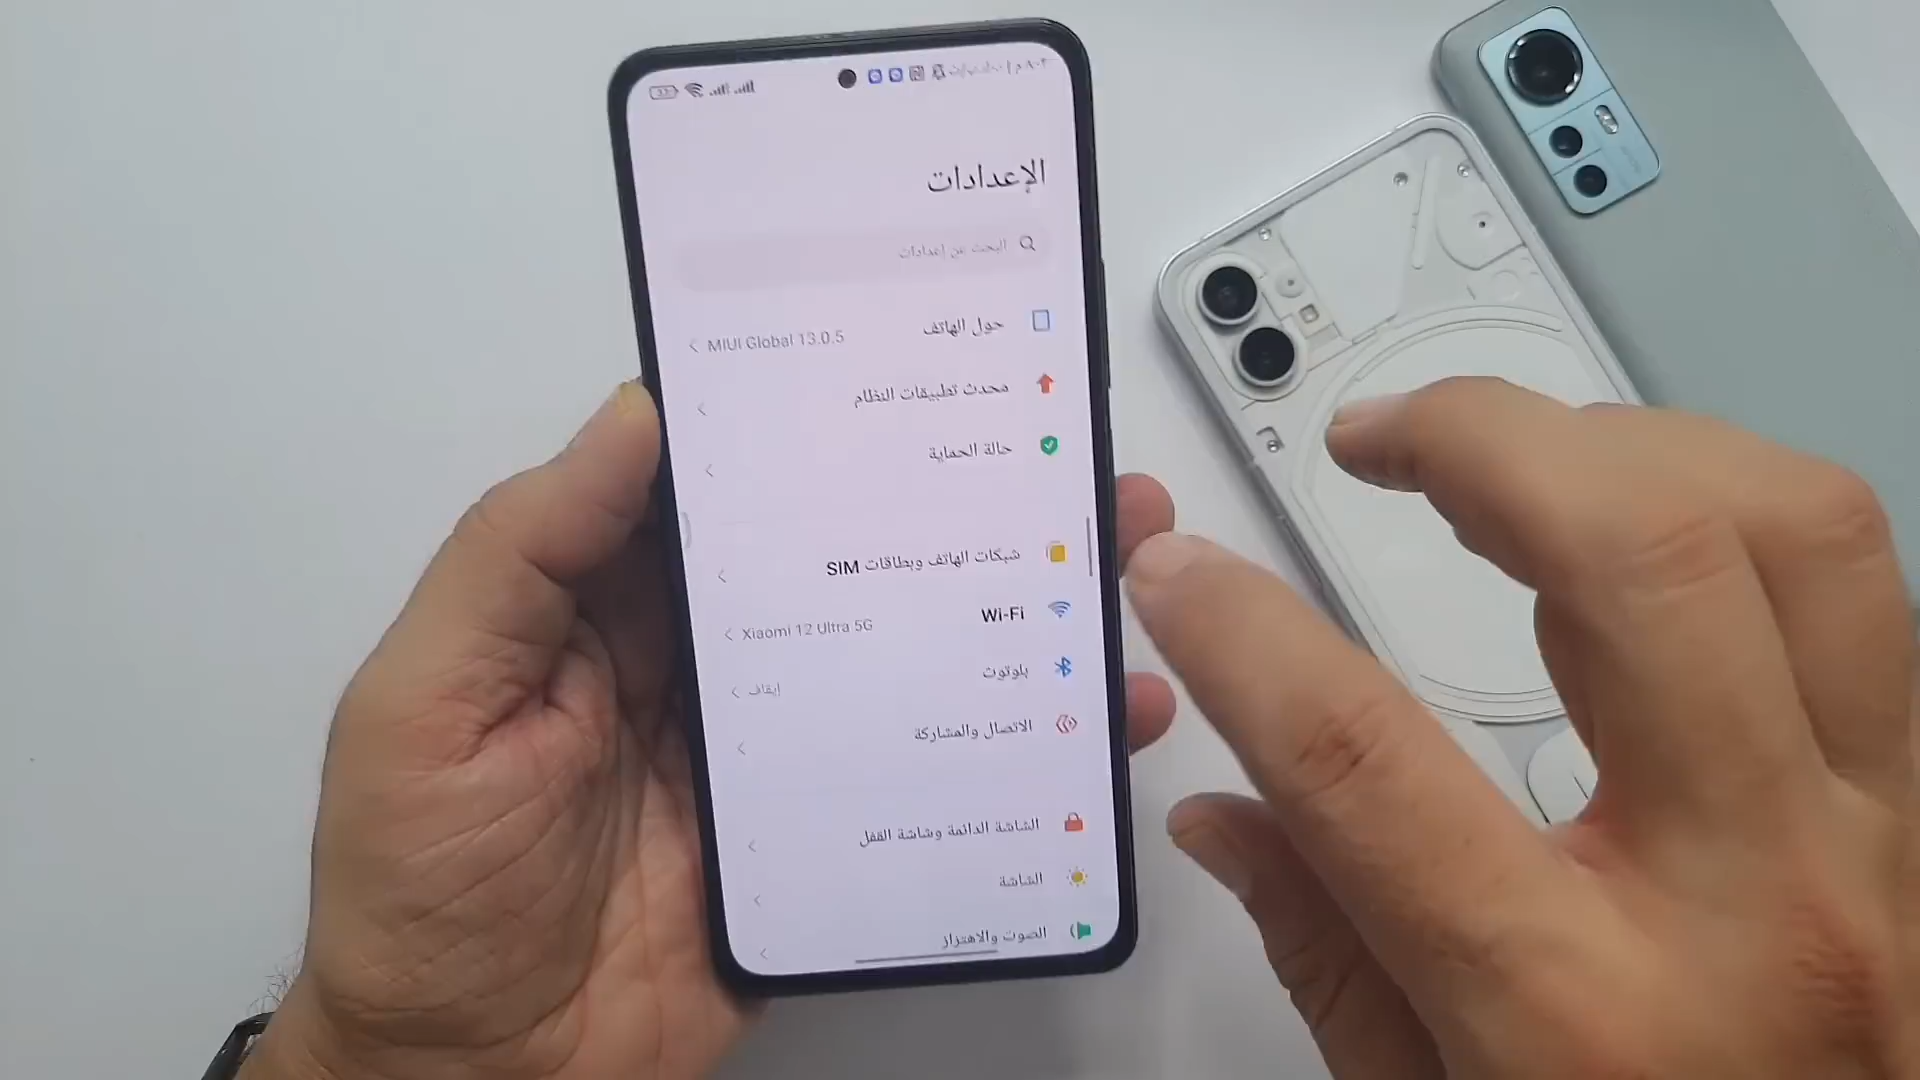 الإعدادات
البحث عن إعدادات
حول الهاتف MIUI Global 13.0.5
محدث تطبيقات النظام
حالة الحماية
شبكات الهاتف وبطاقات SIM
Wi-Fi Xiaomi 12 Ultra 5G
بلوتوث إيقاف
الاتصال والمشاركة
الشاشة الدائمة وشاشة القفل
الشاشة
الصوت والاهتزاز